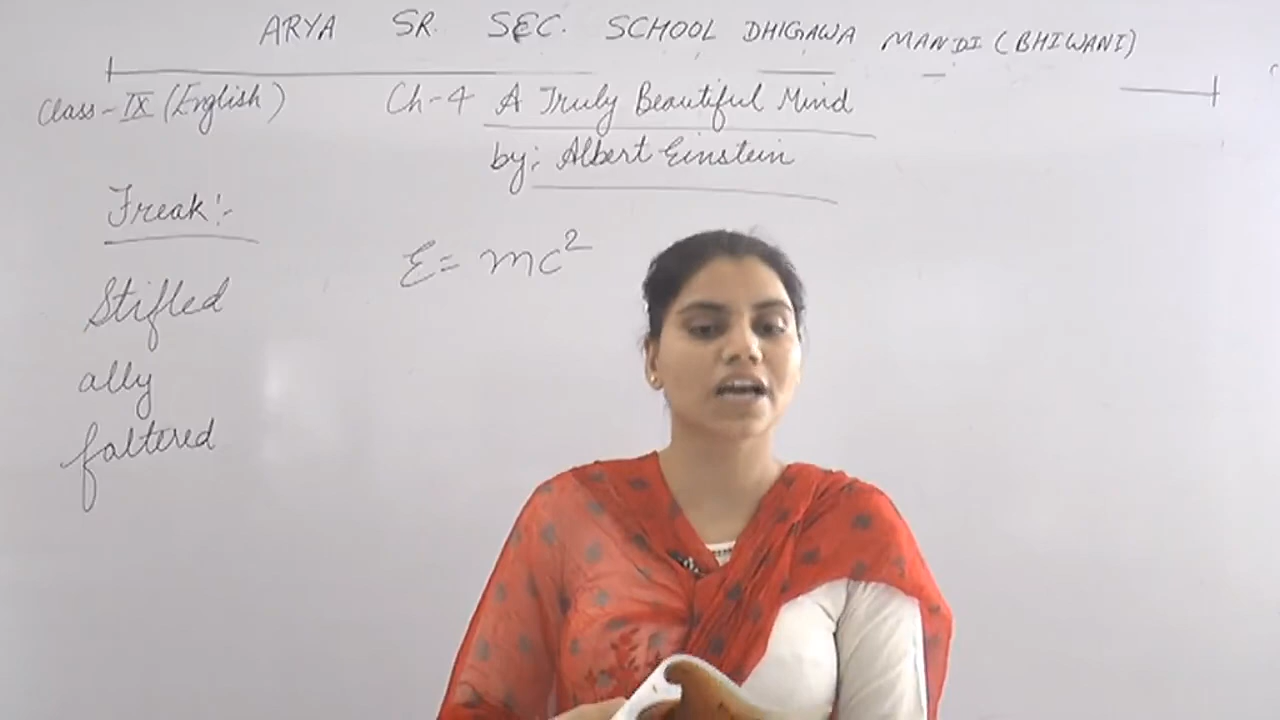 ARYA SR. SEC. SCHOOL DHIGAWA MANDI (BHIWANI)
Class - IX (English)
Ch-4 A Truly Beautiful Mind
by: Albert Einstein
Freak:-
Stifled
ally
faltered
E = mc²